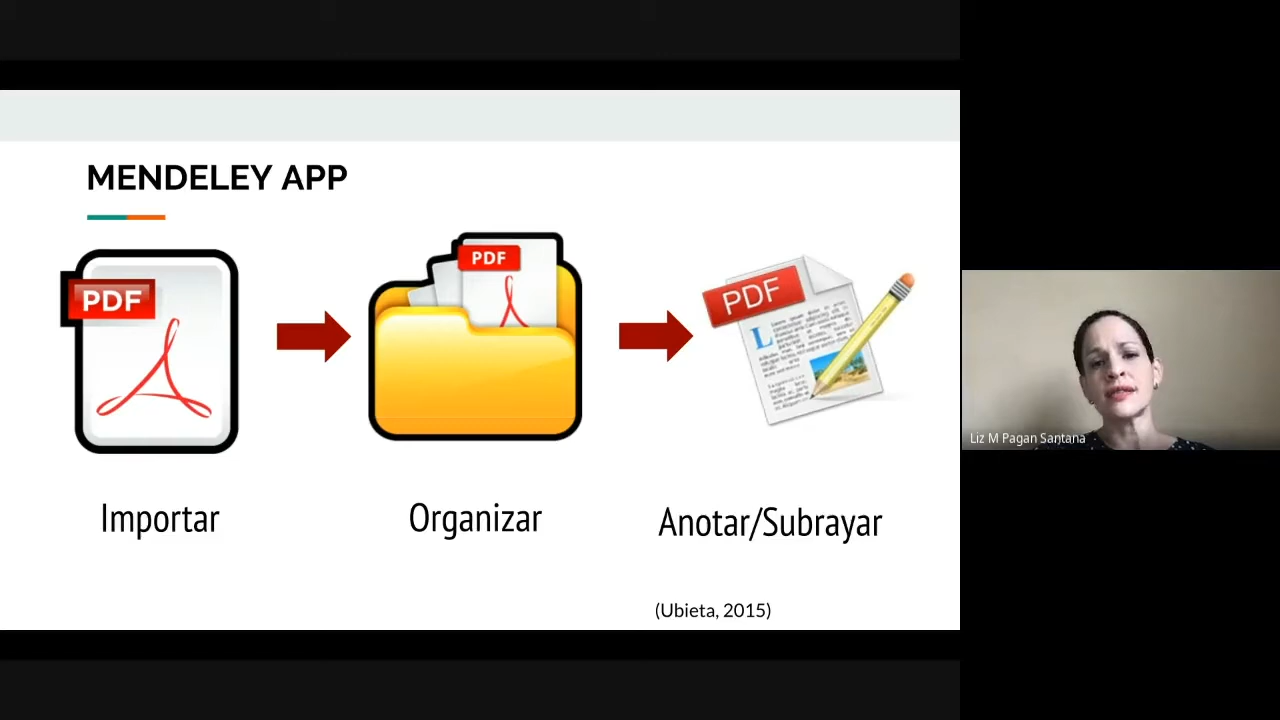 MENDELEY APP
PDF
PDF
PDF
L
Importar
Organizar
Anotar/Subrayar
(Ubieta, 2015)
Liz M Pagan Santana